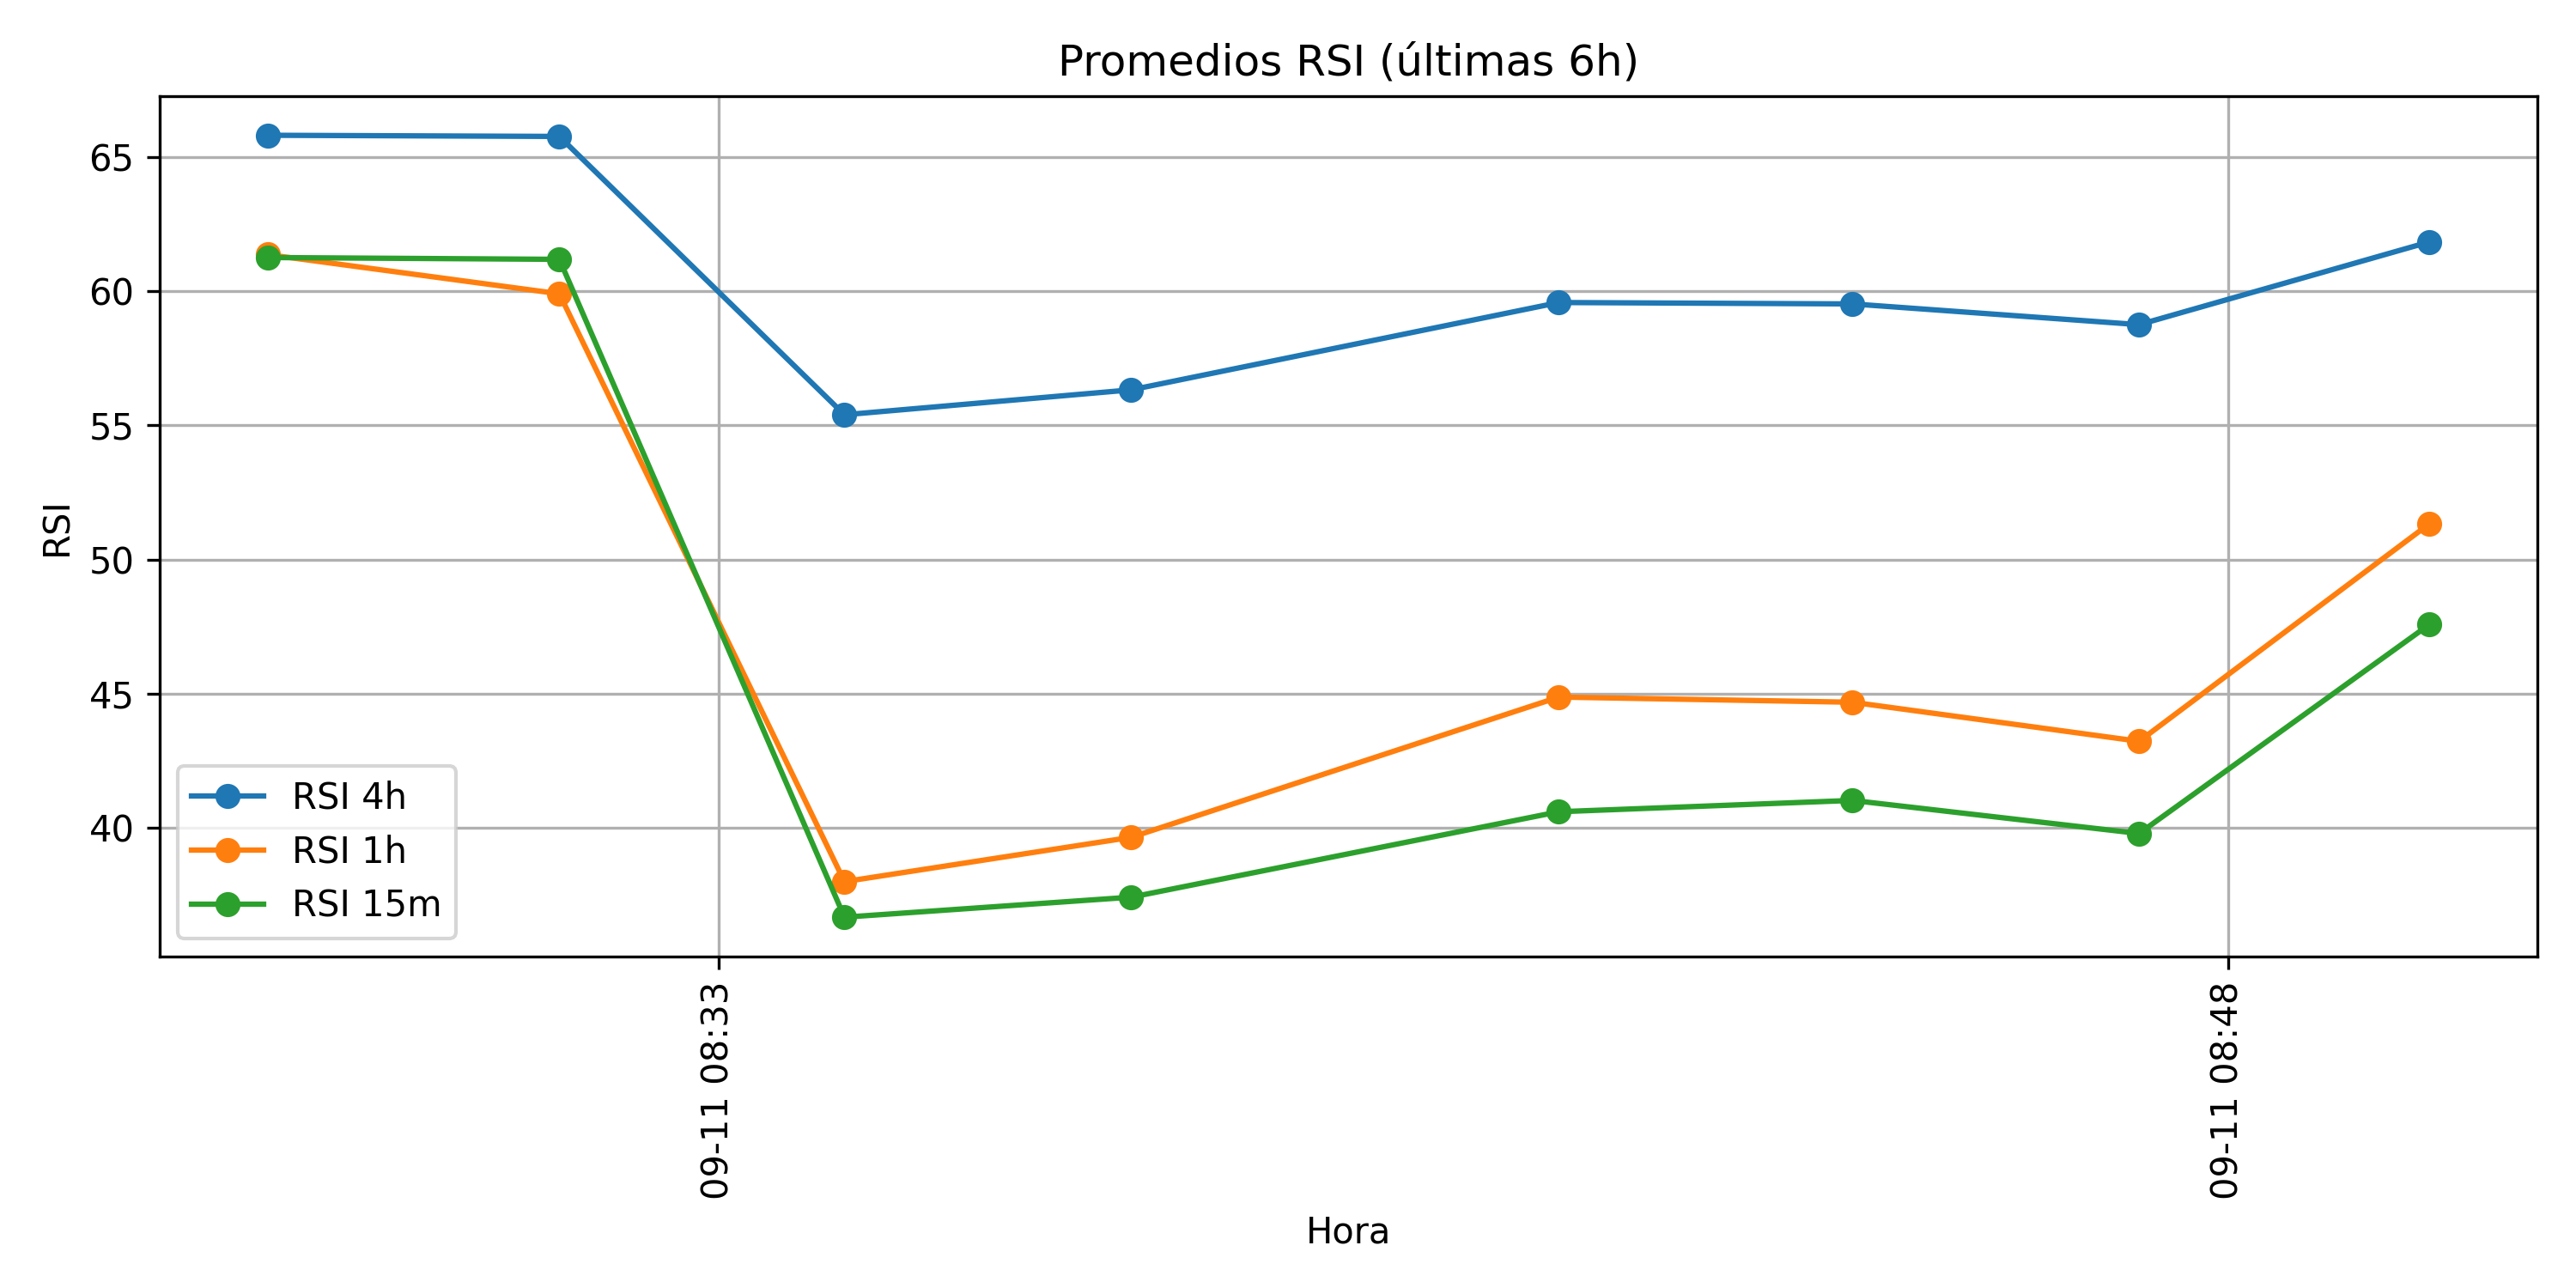 Promedios RSI (últimas 6h)
RSI
65
60
55
50
45
40
RSI 4h
RSI 1h
RSI 15m
09-11 08:33
09-11 08:48
Hora